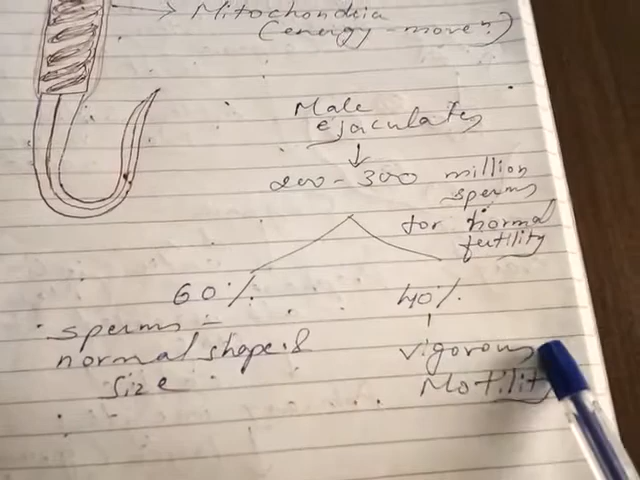 Mitochondria
(energy - move")
Male
ejaculates
200 - 300 million
sperms
for normal
fertility
60% 40%
sperms -
normal shape &
size
vigorous
Motility